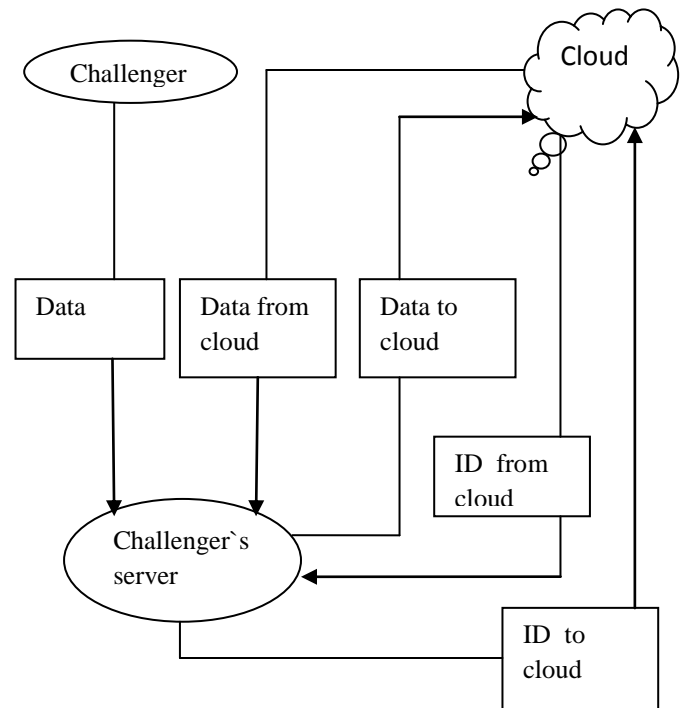 Cloud
Challenger
Data
Data from
cloud
Data to
cloud
ID from
cloud
Challenger`s
server
ID to
cloud